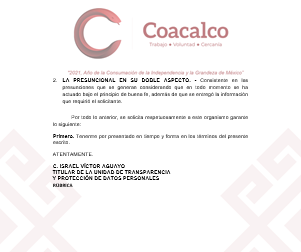 Coacalco
Trabajo • Voluntad • Cercanía
"2021. Año de la Consumación de la Independencia y la Grandeza de México"
2. LA PRESUNCIONAL EN SU DOBLE ASPECTO. - Consistente en las
presunciones que se generan considerando que en todo momento se ha
actuado bajo el principio de buena fe, además de que se entregó la información
que requirió el solicitante.
Por todo lo anterior, se solicita respetuosamente a este organismo garante
lo siguiente:
Primero. Tenerme por presentado en tiempo y forma en los términos del presente
escrito.
ATENTAMENTE.
C. ISRAEL VÍCTOR AGUAYO
TITULAR DE LA UNIDAD DE TRANSPARENCIA
Y PROTECCIÓN DE DATOS PERSONALES
RÚBRICA